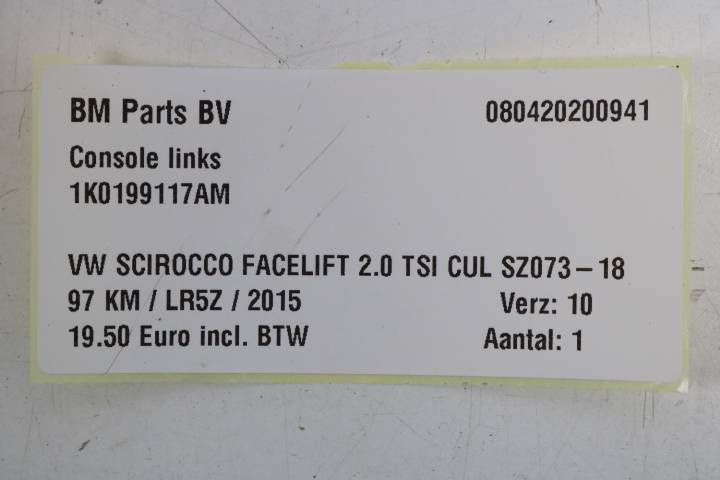 BM Parts BV 080420200941
Console links
1K0199117AM
VW SCIROCCO FACELIFT 2.0 TSI CUL SZ073-18
97 KM / LR5Z / 2015 Verz: 10
19.50 Euro incl. BTW Aantal: 1